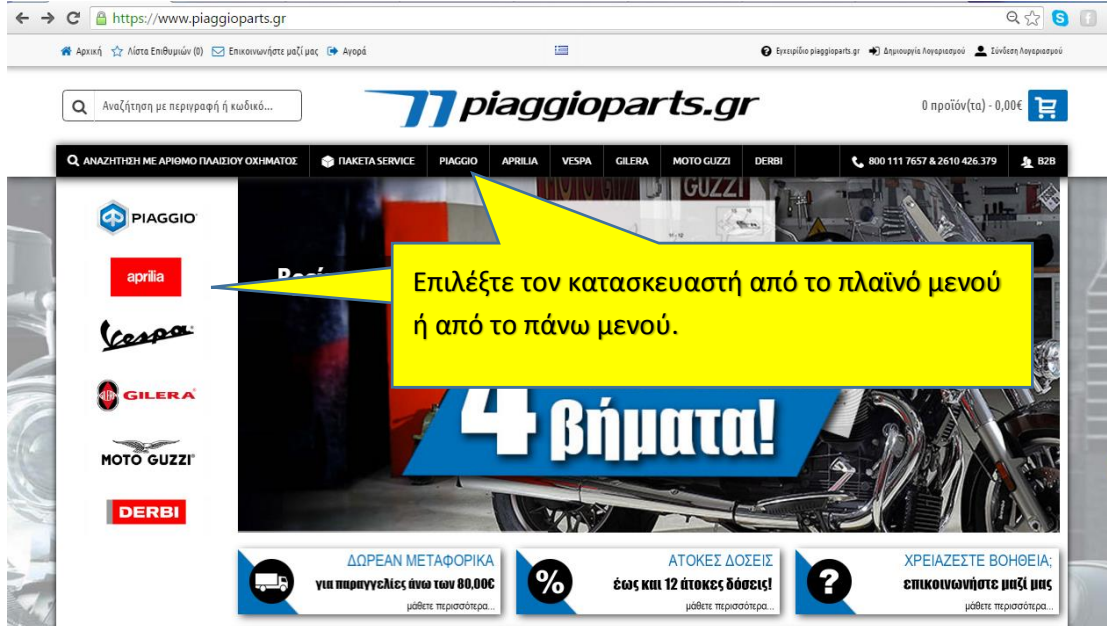 https://www.piaggioparts.gr
Αρχική Λίστα Επιθυμιών (0) Επικοινωνήστε μαζί μας Αγορά Εγχειρίδιο piaggioparts.gr Δημιουργία Λογαριασμού Σύνδεση Λογαριασμού
Αναζήτηση με περιγραφή ή κωδικό... piaggioparts.gr 0 προϊόν(τα) - 0,00€
ΑΝΑΖΗΤΗΣΗ ΜΕ ΑΡΙΘΜΟ ΠΛΑΙΣΙΟΥ ΟΧΗΜΑΤΟΣ ΠΑΚΕΤΑ SERVICE PIAGGIO APRILIA VESPA GILERA MOTO GUZZI DERBI 800 111 7657 & 2610 426.379 B2B
PIAGGIO
aprilia
Vespa
GILERA
MOTO GUZZI
DERBI
MOTO GUZZI
Επιλέξτε τον κατασκευαστή από το πλαϊνό μενού
ή από το πάνω μενού.
4 βήματα!
ΔΩΡΕΑΝ ΜΕΤΑΦΟΡΙΚΑ
για παραγγελίες άνω των 80,00€
μάθετε περισσότερα...
% ΑΤΟΚΕΣ ΔΟΣΕΙΣ
έως και 12 άτοκες δόσεις!
μάθετε περισσότερα...
? ΧΡΕΙΑΖΕΣΤΕ ΒΟΗΘΕΙΑ;
επικοινωνήστε μαζί μας
μάθετε περισσότερα...